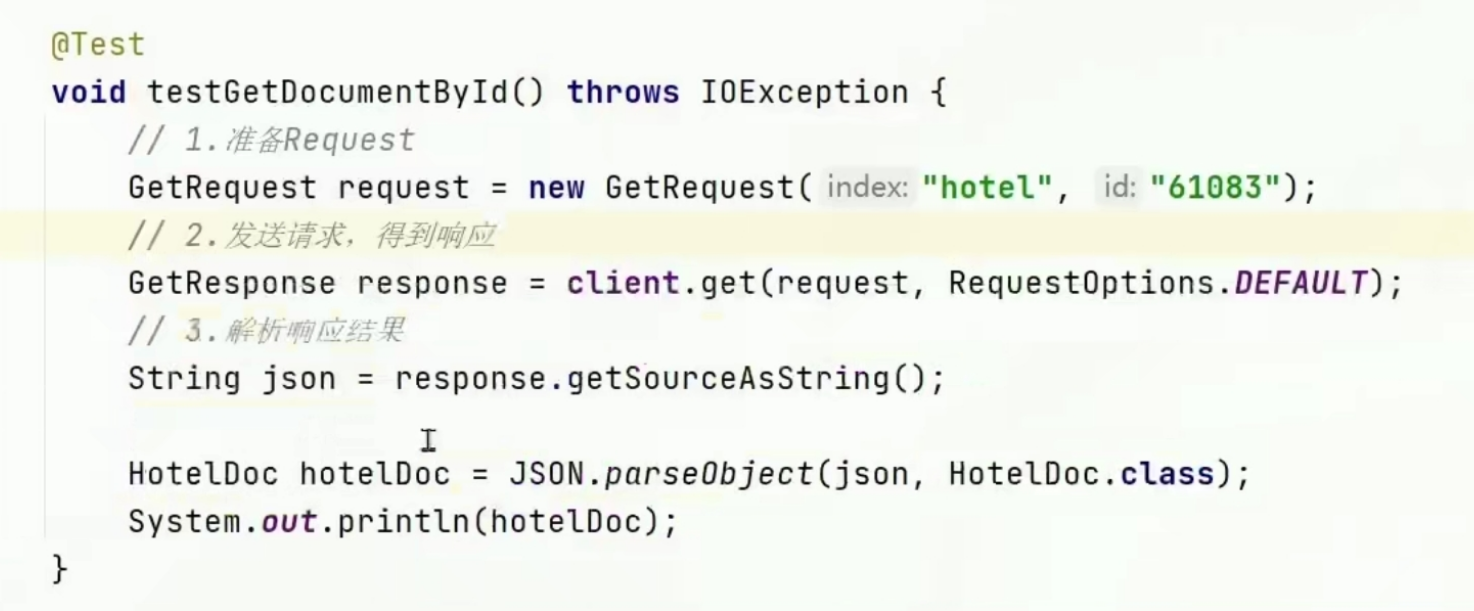 @Test
void testGetDocumentById() throws IOException {
// 1.准备Request
GetRequest request = new GetRequest( index: "hotel", id: "61083");
// 2.发送请求，得到响应
GetResponse response = client.get(request, RequestOptions.DEFAULT);
// 3.解析响应结果
String json = response.getSourceAsString();
HotelDoc hotelDoc = JSON.parseObject(json, HotelDoc.class);
System.out.println(hotelDoc);
}